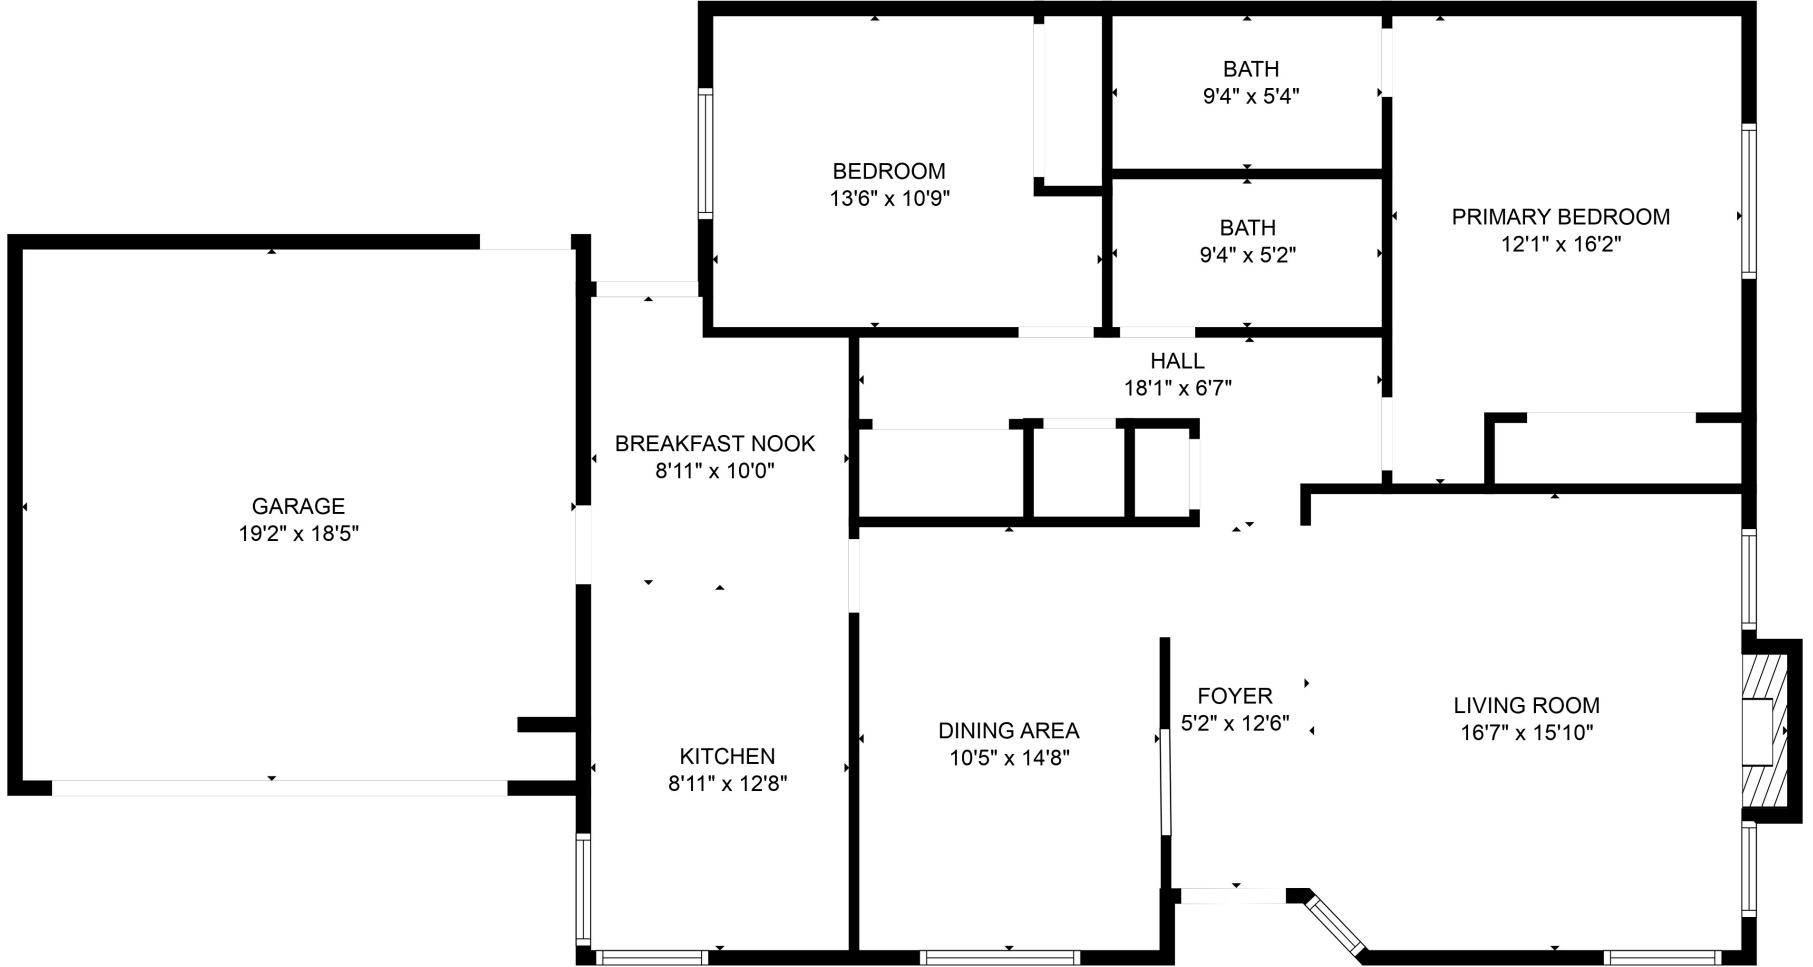 BATH
9'4" x 5'4"
BEDROOM
13'6" x 10'9"
BATH
9'4" x 5'2"
PRIMARY BEDROOM
12'1" x 16'2"
HALL
18'1" x 6'7"
BREAKFAST NOOK
8'11" x 10'0"
GARAGE
19'2" x 18'5"
FOYER
5'2" x 12'6"
LIVING ROOM
16'7" x 15'10"
DINING AREA
10'5" x 14'8"
KITCHEN
8'11" x 12'8"